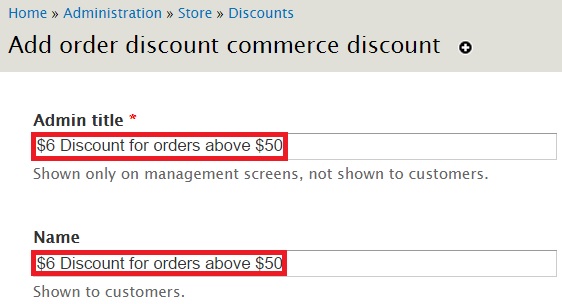 Home » Administration » Store » Discounts
Add order discount commerce discount
Admin title *
$6 Discount for orders above $50
Shown only on management screens, not shown to customers.
Name
$6 Discount for orders above $50
Shown to customers.